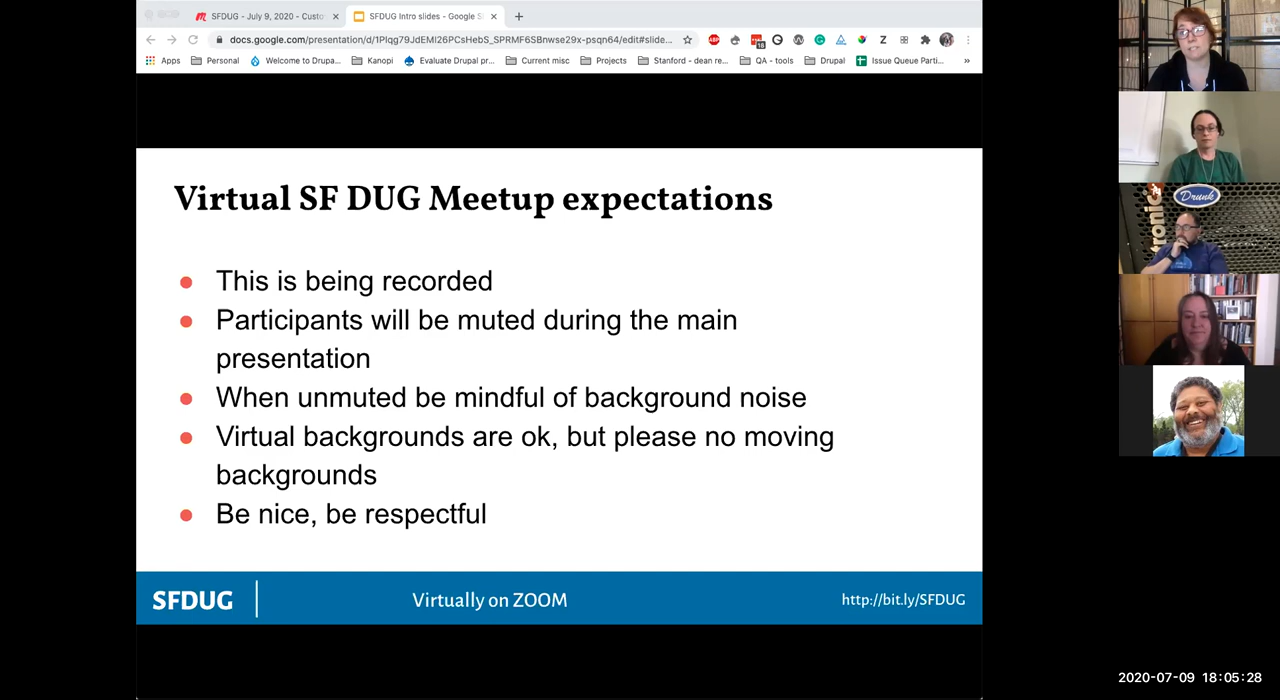 SFDUG - July 9, 2020 - Custo
SFDUG Intro slides - Google S
docs.google.com/presentation/d/1Plqg79JdEMI26PCsHebS_SPRMF6SBnwse29x-psqn64/edit#slide...
ABP
18
Z
Apps
Personal
Welcome to Drupa...
Kanopi
Evaluate Drupal pr...
Current misc
Projects
Stanford - dean re...
QA - tools
Drupal
Issue Queue Parti...
»
Virtual SF DUG Meetup expectations
This is being recorded
Participants will be muted during the main
presentation
When unmuted be mindful of background noise
Virtual backgrounds are ok, but please no moving
backgrounds
Be nice, be respectful
SFDUG
Virtually on ZOOM
http://bit.ly/SFDUG
Drunk
2020-07-09 18:05:28